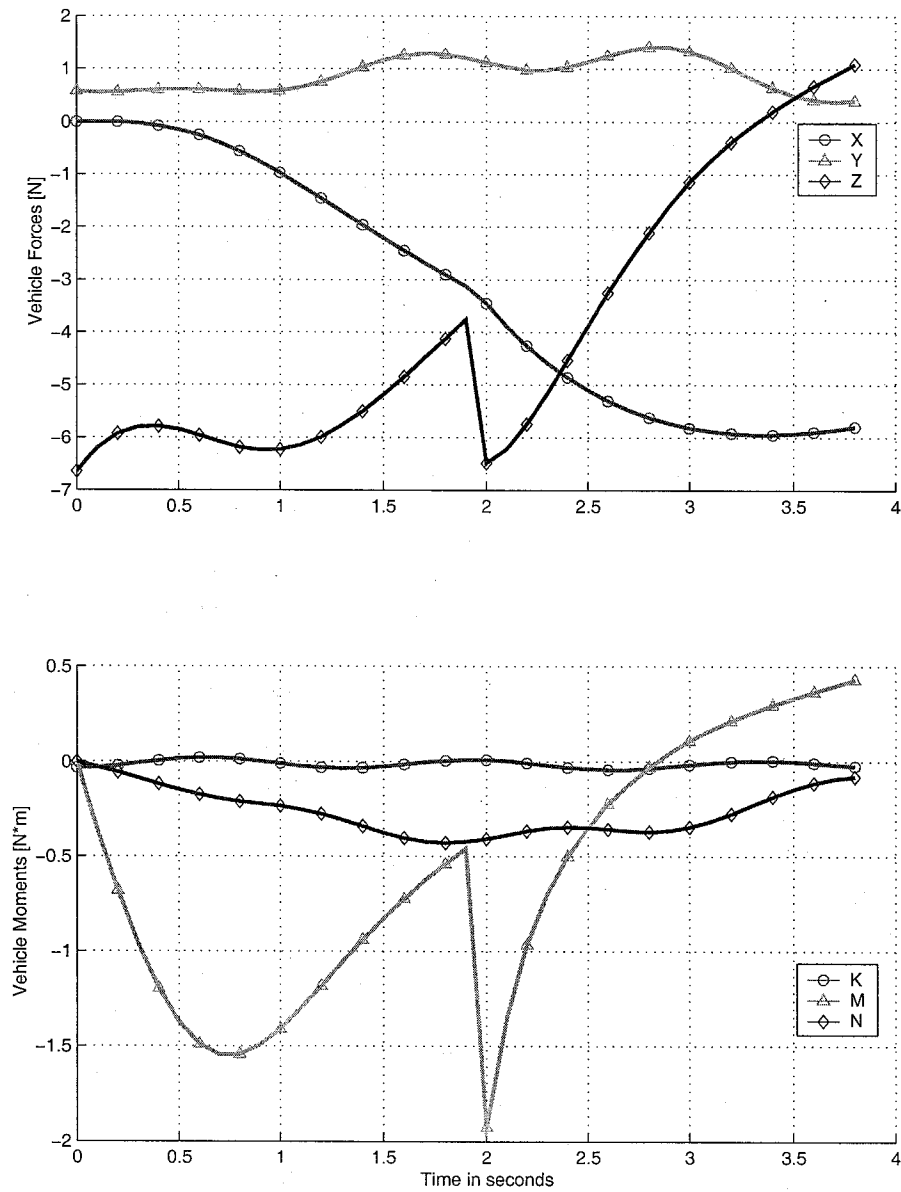 2
1
0
−1
−2
−3
−4
−5
−6
−7
Vehicle Forces [N]
X
Y
Z
0 0.5 1 1.5 2 2.5 3 3.5 4
0.5
0
−0.5
−1
−1.5
−2
Vehicle Moments [N*m]
K
M
N
0 0.5 1 1.5 2 2.5 3 3.5 4
Time in seconds